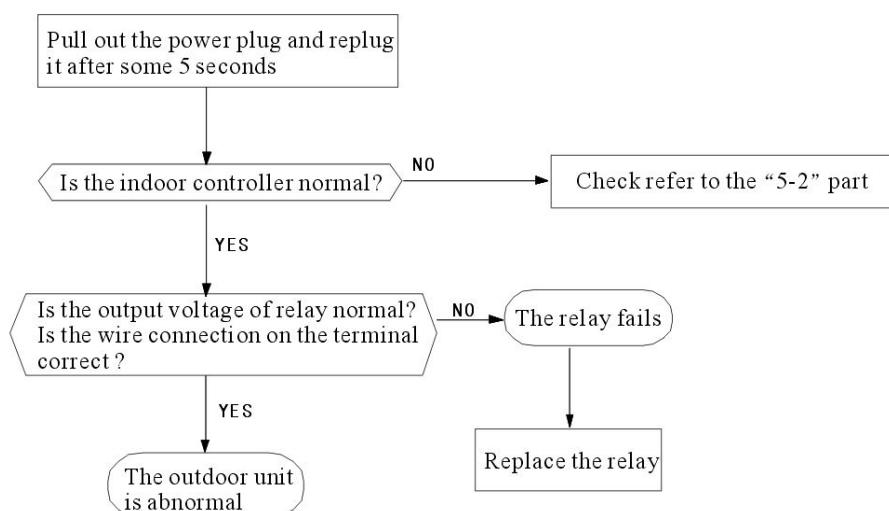 Pull out the power plug and replug
it after some 5 seconds
Is the indoor controller normal?
NO
Check refer to the “5-2” part
YES
Is the output voltage of relay normal?
Is the wire connection on the terminal
correct ?
NO
The relay fails
YES
Replace the relay
The outdoor unit
is abnormal